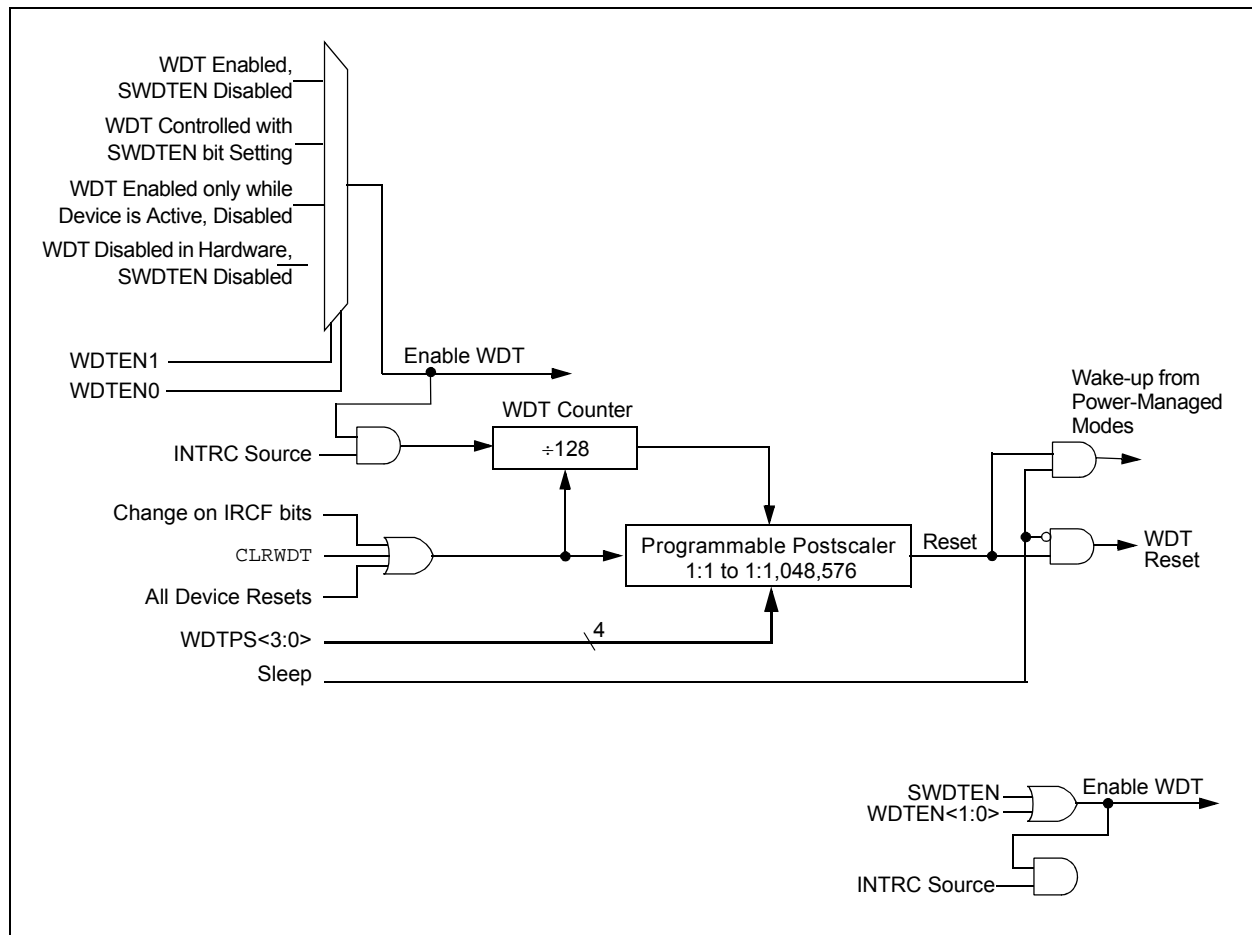 WDT Enabled,
SWDTEN Disabled
WDT Controlled with
SWDTEN bit Setting
WDT Enabled only while
Device is Active, Disabled
WDT Disabled in Hardware,
SWDTEN Disabled
WDTEN1
WDTEN0
Enable WDT
WDT Counter
÷128
INTRC Source
Wake-up from
Power-Managed
Modes
Change on IRCF bits
CLRWDT
All Device Resets
Programmable Postscaler
1:1 to 1:1,048,576
Reset
WDT
Reset
WDTPS<3:0>
4
Sleep
SWDTEN
WDTEN<1:0>
Enable WDT
INTRC Source